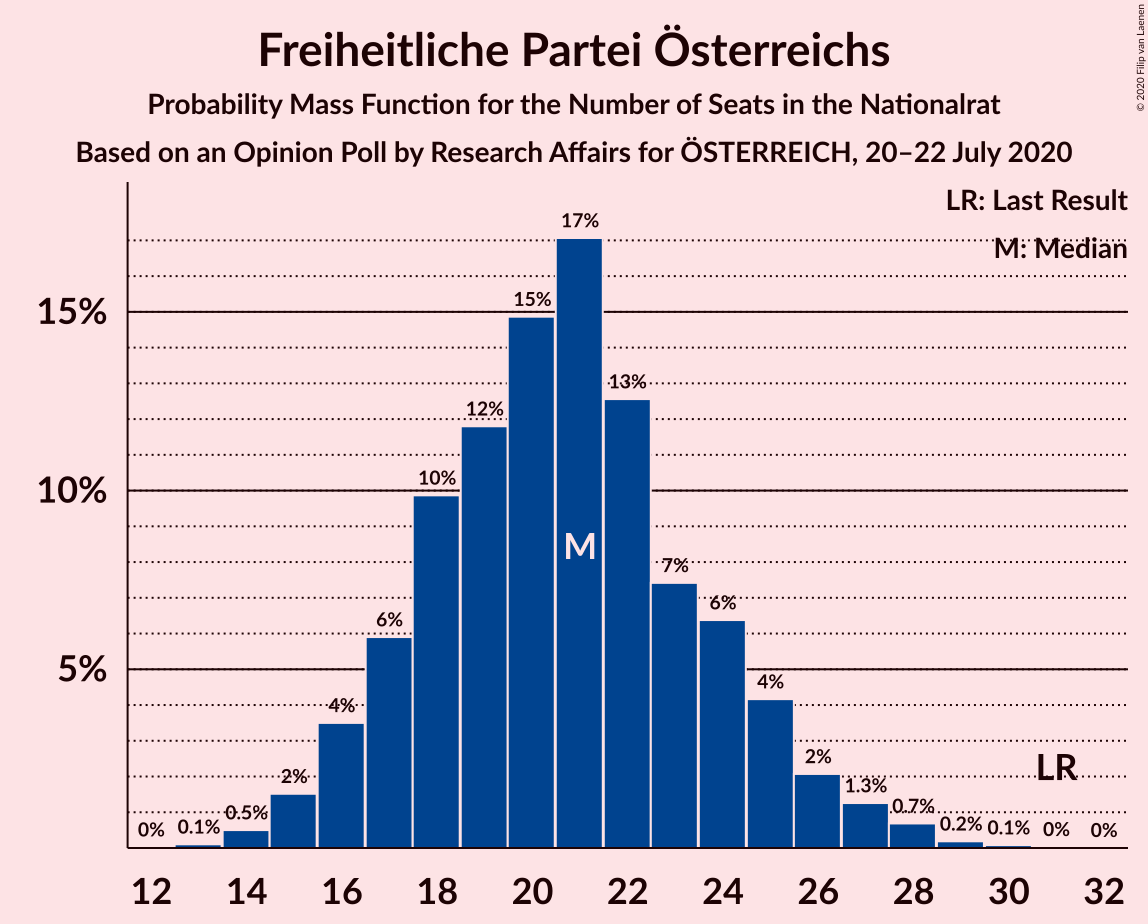 Freiheitliche Partei Österreichs
Probability Mass Function for the Number of Seats in the Nationalrat
Based on an Opinion Poll by Research Affairs for ÖSTERREICH, 20–22 July 2020
© 2020 Filip van Laenen
LR: Last Result
M: Median
17%
15%
15%
13%
12%
10%
10%
M
7%
6%
6%
5%
4%
4%
2%
LR
2%
1.3%
0.5%
0.7%
0% 0.1% 0.2% 0.1% 0% 0%
12 14 16 18 20 22 24 26 28 30 32